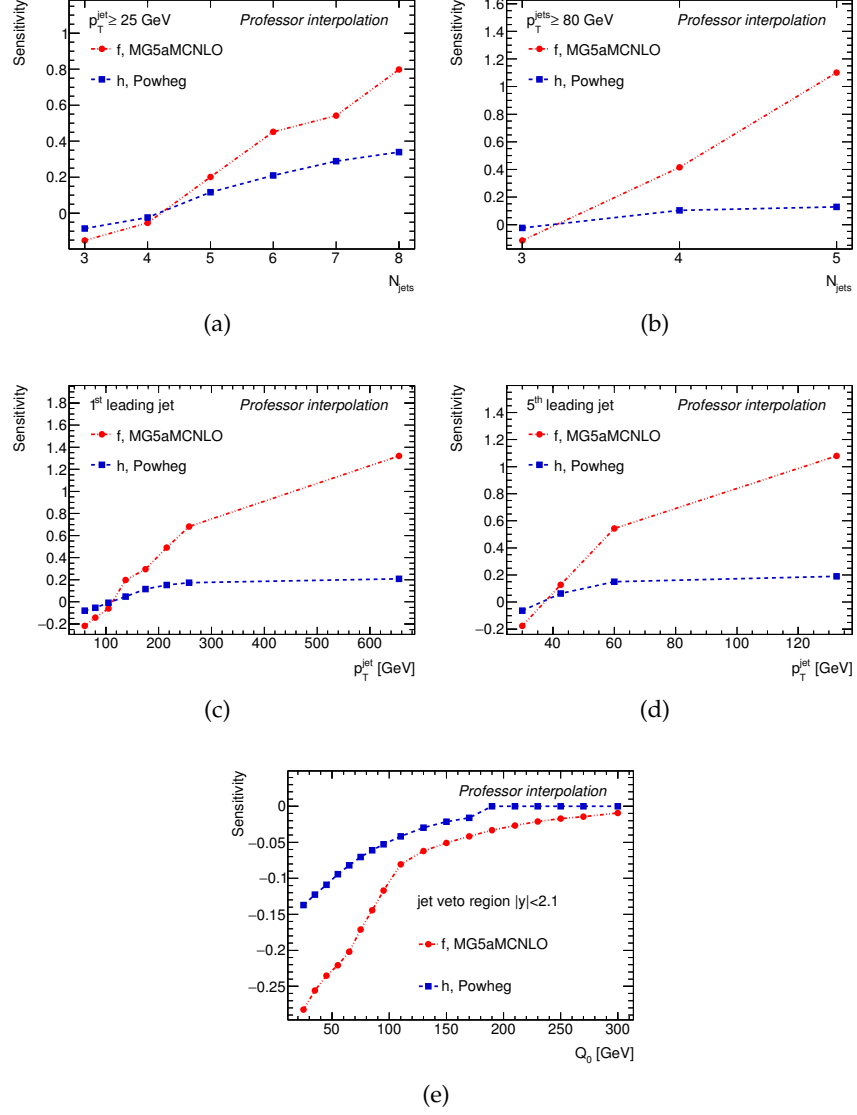 p_T^jet ≥ 25 GeV
Professor interpolation
f, MG5aMCNLO
h, Powheg
Sensitivity
1
0.8
0.6
0.4
0.2
0
3 4 5 6 7 8
N_jets
(a)
p_T^jets ≥ 80 GeV
Professor interpolation
f, MG5aMCNLO
h, Powheg
Sensitivity
1.6
1.4
1.2
1
0.8
0.6
0.4
0.2
0
3 4 5
N_jets
(b)
1st leading jet
Professor interpolation
f, MG5aMCNLO
h, Powheg
Sensitivity
1.8
1.6
1.4
1.2
1
0.8
0.6
0.4
0.2
0
−0.2
100 200 300 400 500 600
p_T^jet [GeV]
(c)
5th leading jet
Professor interpolation
f, MG5aMCNLO
h, Powheg
Sensitivity
1.4
1.2
1
0.8
0.6
0.4
0.2
0
−0.2
40 60 80 100 120
p_T^jet [GeV]
(d)
Professor interpolation
Sensitivity
0
−0.05
−0.1
−0.15
−0.2
−0.25
jet veto region |y|<2.1
f, MG5aMCNLO
h, Powheg
50 100 150 200 250 300
Q_0 [GeV]
(e)